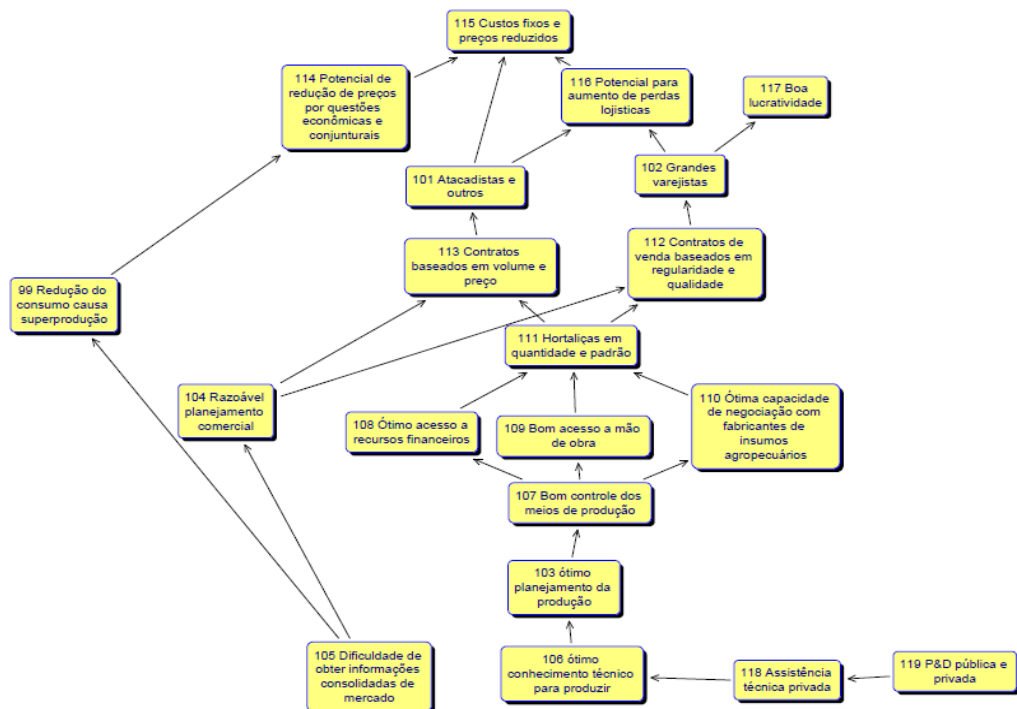 115 Custos fixos e
preços reduzidos
114 Potencial de
redução de preços
por questões
econômicas e
conjunturais
116 Potencial para
aumento de perdas
lojisticas
117 Boa
lucratividade
101 Atacadistas e
outros
102 Grandes
varejistas
113 Contratos
baseados em volume e
preço
112 Contratos de
venda baseados em
regularidade e
qualidade
99 Redução do
consumo causa
superprodução
111 Hortaliças em
quantidade e padrão
104 Razoável
planejamento
comercial
108 Ótimo acesso a
recursos financeiros
109 Bom acesso a mão
de obra
110 Ótima capacidade
de negociação com
fabricantes de
insumos
agropecuários
107 Bom controle dos
meios de produção
103 ótimo
planejamento da
produção
105 Dificuldade de
obter informações
consolidadas de
mercado
106 ótimo
conhecimento técnico
para produzir
118 Assistência
técnica privada
119 P&D pública e
privada